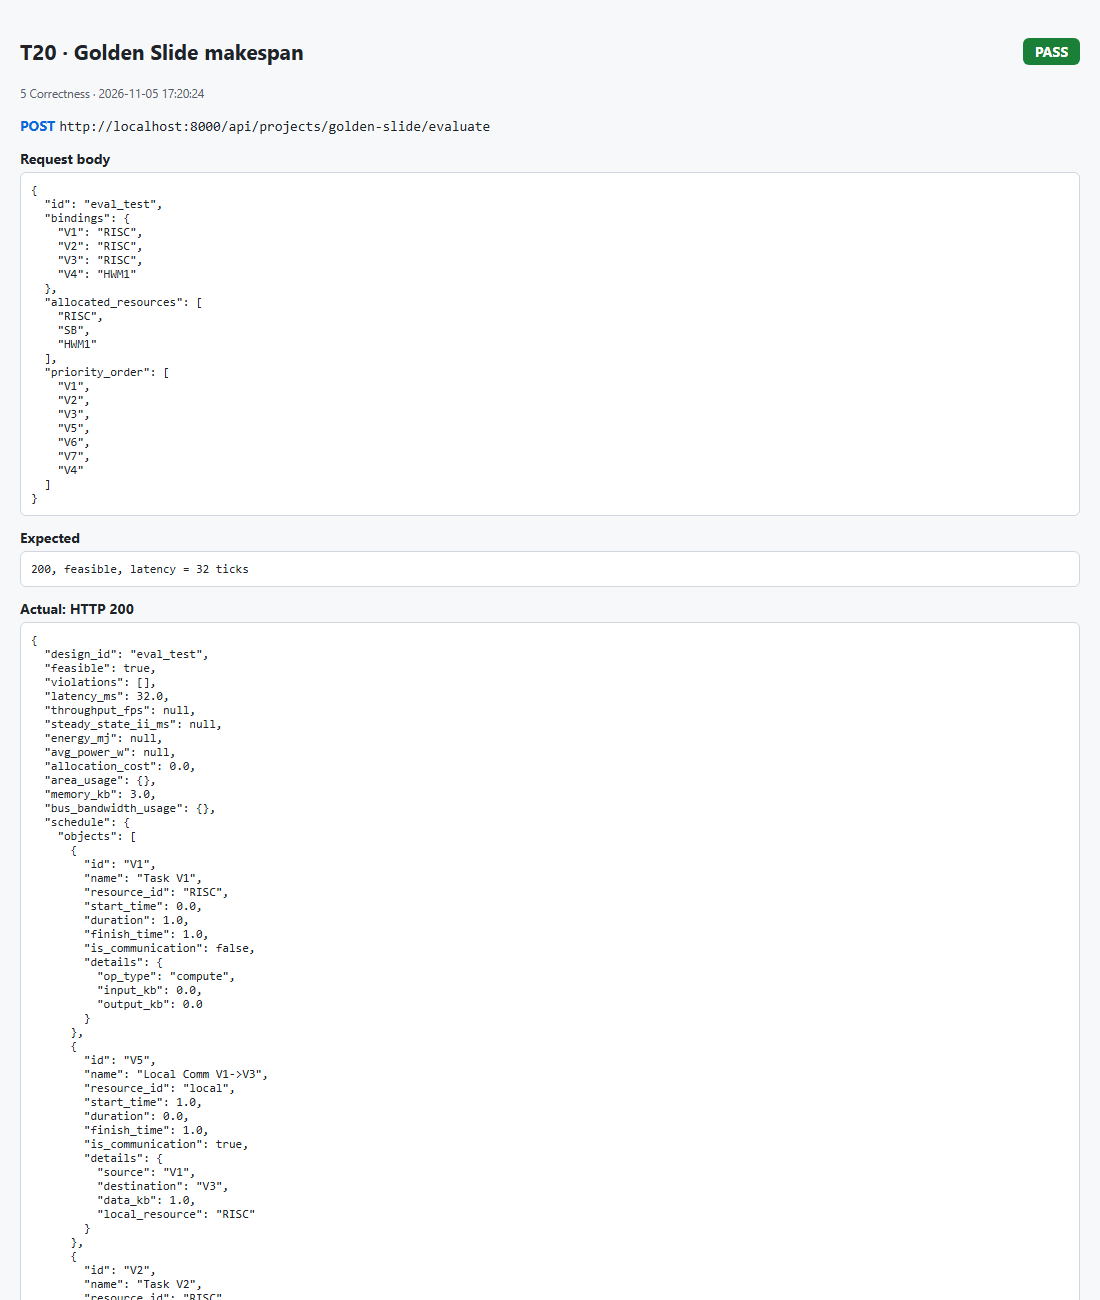 T20 · Golden Slide makespan
PASS
5 Correctness · 2026-11-05 17:20:24
POST http://localhost:8000/api/projects/golden-slide/evaluate
Request body
{
  "id": "eval_test",
  "bindings": {
    "V1": "RISC",
    "V2": "RISC",
    "V3": "RISC",
    "V4": "HWM1"
  },
  "allocated_resources": [
    "RISC",
    "SB",
    "HWM1"
  ],
  "priority_order": [
    "V1",
    "V2",
    "V3",
    "V5",
    "V6",
    "V7",
    "V4"
  ]
}
Expected
200, feasible, latency = 32 ticks
Actual: HTTP 200
{
  "design_id": "eval_test",
  "feasible": true,
  "violations": [],
  "latency_ms": 32.0,
  "throughput_fps": null,
  "steady_state_ii_ms": null,
  "energy_mj": null,
  "avg_power_w": null,
  "allocation_cost": 0.0,
  "area_usage": {},
  "memory_kb": 3.0,
  "bus_bandwidth_usage": {},
  "schedule": {
    "objects": [
      {
        "id": "V1",
        "name": "Task V1",
        "resource_id": "RISC",
        "start_time": 0.0,
        "duration": 1.0,
        "finish_time": 1.0,
        "is_communication": false,
        "details": {
          "op_type": "compute",
          "input_kb": 0.0,
          "output_kb": 0.0
        }
      },
      {
        "id": "V5",
        "name": "Local Comm V1->V3",
        "resource_id": "local",
        "start_time": 1.0,
        "duration": 0.0,
        "finish_time": 1.0,
        "is_communication": true,
        "details": {
          "source": "V1",
          "destination": "V3",
          "data_kb": 1.0,
          "local_resource": "RISC"
        }
      },
      {
        "id": "V2",
        "name": "Task V2",
        "resource_id": "RISC"